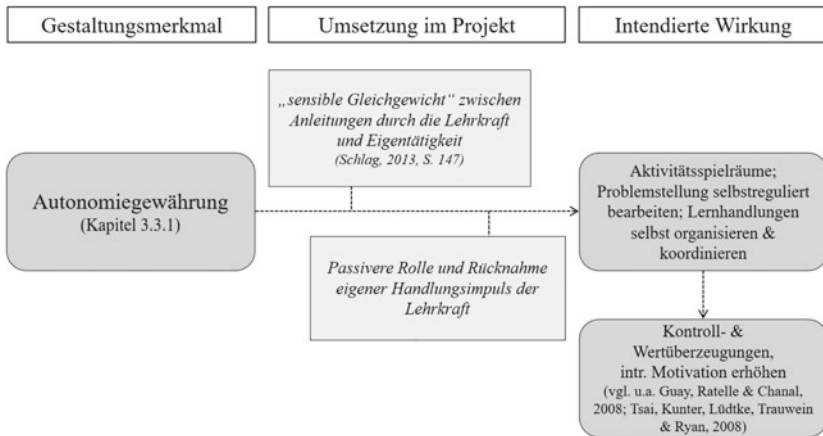 Gestaltungsmerkmal
Umsetzung im Projekt
Intendierte Wirkung
„sensible Gleichgewicht“ zwischen
Anleitungen durch die Lehrkraft
und Eigentätigkeit
(Schlag, 2013, S. 147)
Autonomiegewährung
(Kapitel 3.3.1)
Passivere Rolle und Rücknahme
eigener Handlungsimpuls der
Lehrkraft
Aktivitätsspielräume;
Problemstellung selbstreguliert
bearbeiten; Lernhandlungen
selbst organisieren &
koordinieren
Kontroll- &
Wertüberzeugungen,
intr. Motivation erhöhen
(vgl. u.a. Guay, Ratelle & Chanal,
2008; Tsai, Kunter, Lüdtke, Trauwein
& Ryan, 2008)